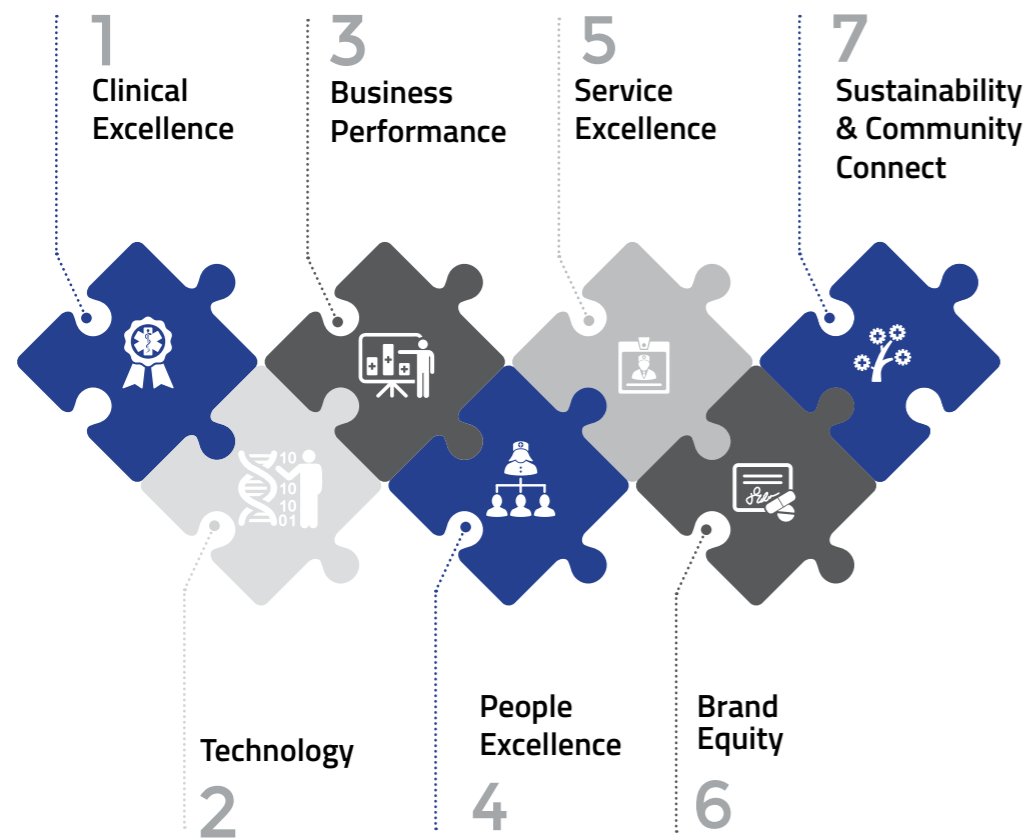 1
Clinical
Excellence
3
Business
Performance
5
Service
Excellence
7
Sustainability
& Community
Connect
10
10
10
01
Technology
2
People
Excellence
4
Brand
Equity
6